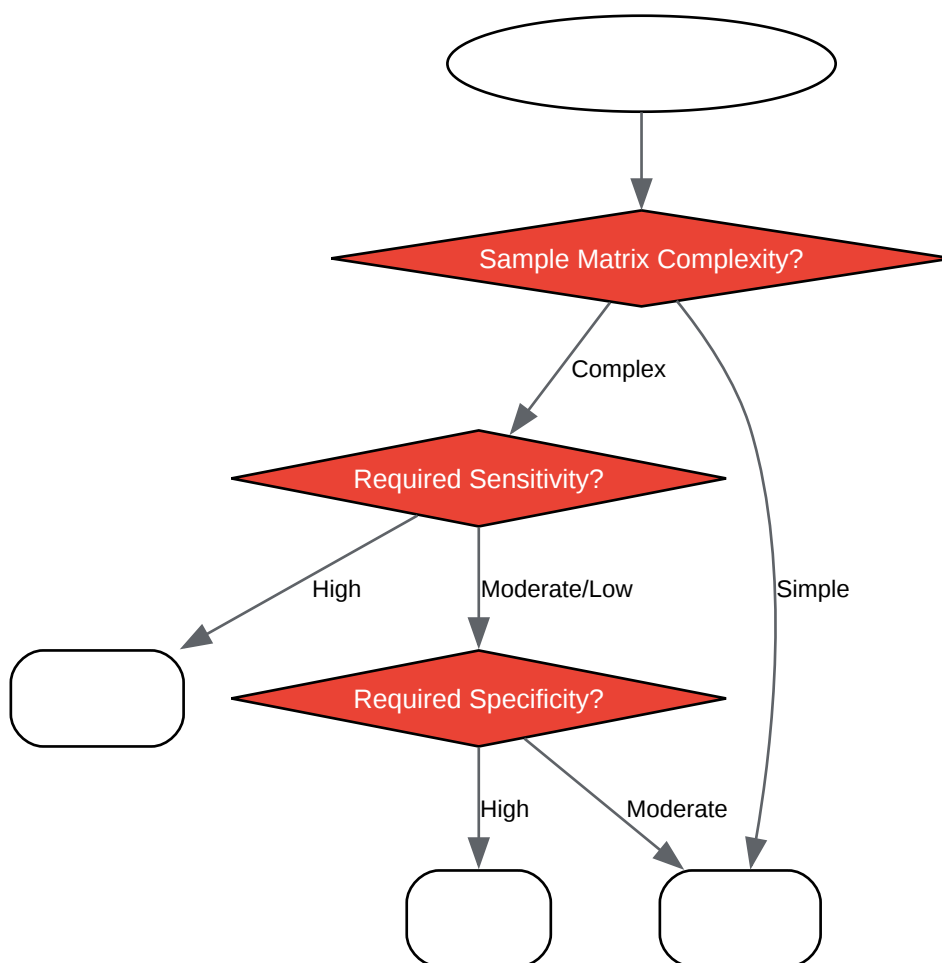 Sample Matrix Complexity?
Complex
Required Sensitivity?
High
Moderate/Low
Simple
Required Specificity?
High
Moderate